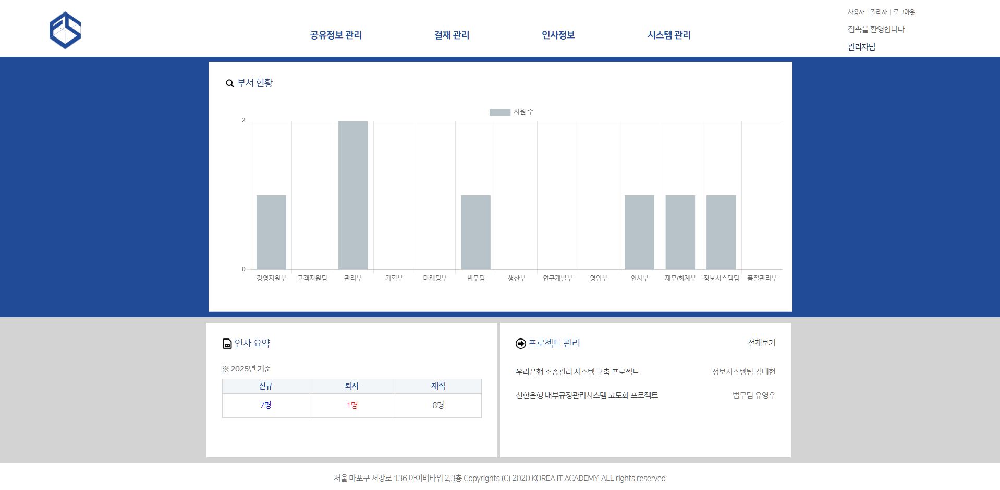 사용자 | 관리자 | 로그아웃
공유정보 관리 결재 관리 인사정보 시스템 관리
접속을 환영합니다.
관리자님
부서 현황
사원 수
2
0
경영지원부 고객지원팀 관리부 기획부 마케팅부 법무팀 생산부 연구개발부 영업부 인사부 재무/회계부 정보시스템팀 품질관리부
인사 요약
※ 2025년 기준
신규 퇴사 재직
7명 1명 8명
프로젝트 관리 전체보기
우리은행 소송관리 시스템 구축 프로젝트 정보시스템팀 김태현
신한은행 내부규정관리시스템 고도화 프로젝트 법무팀 유영우
서울 마포구 서강로 136 아이비타워 2,3층 Copyrights (C) 2020 KOREA IT ACADEMY. ALL rights reserved.